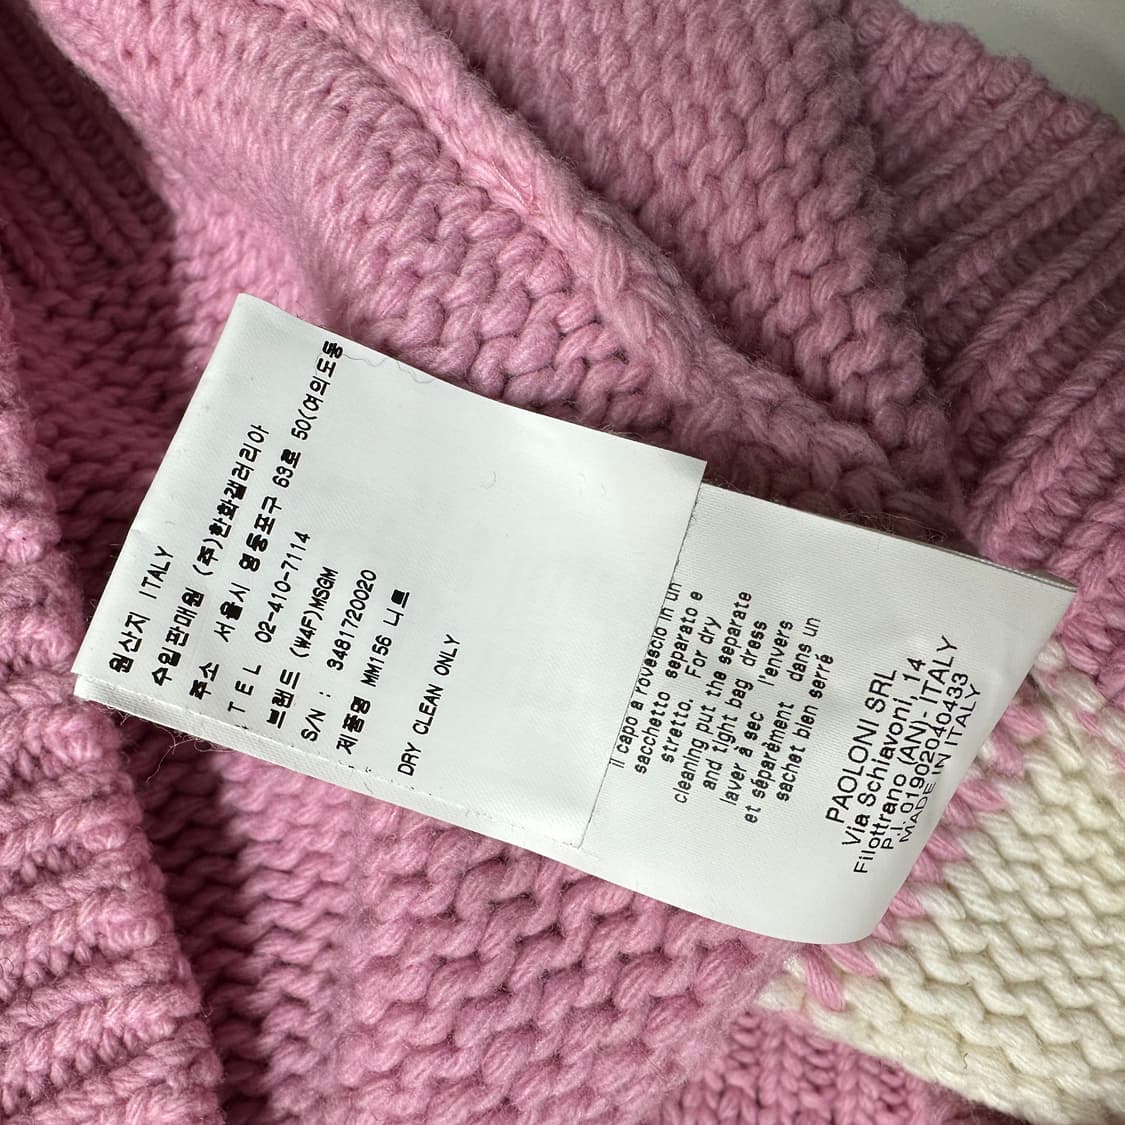 원산지 ITALY
수입판매원 (주)한화갤러리아
주소 서울시 영등포구 63로 50(여의도동
TEL 02-410-7114
브랜드 (W4F)MSGM
S/N : 3481720020
제품명 MM156 니트
DRY CLEAN ONLY
il capo a rovescio in un
sacchetto separato e
stretto. For dry
cleaning put the separate
and tight bag dress
laver à sec l'envers
et séparèment dans un
sachet bien serré
PAOLONI SRL
Via Schiavoni, 14
Filottrano (AN)- ITALY
P.I. 01902040433
MADE IN ITALY